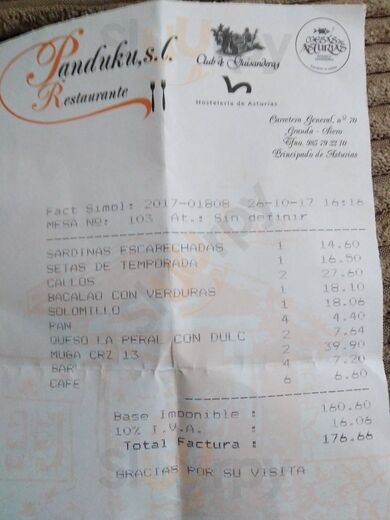 Panduku, s.l.
Restaurante
Club de Guisanderas
Hostelería de Asturias
MESAS DE ASTURIAS
Carretera General, nº 70
Granda - Siero
Tfno. 985 79 22 10
Principado de Asturias
Fact Simpl: 2017-01808 26-10-17 16:16
MESA Nº: 103 At.: Sin definir
SARDINAS ESCABECHADAS 1 14.60
SETAS DE TEMPORADA 1 16.50
CALLOS 2 27.60
BACALAO CON VERDURAS 1 18.10
SOLOMILLO 1 18.06
PAN 4 4.40
QUESO LA PERAL CON DULC 2 7.64
MUGA CRZ 13 2 39.90
BAR 4 7.20
CAFE 6 6.60
Base Imponible : 160.60
10% I.V.A. : 16.06
Total Factura : 176.66
GRACIAS POR SU VISITA